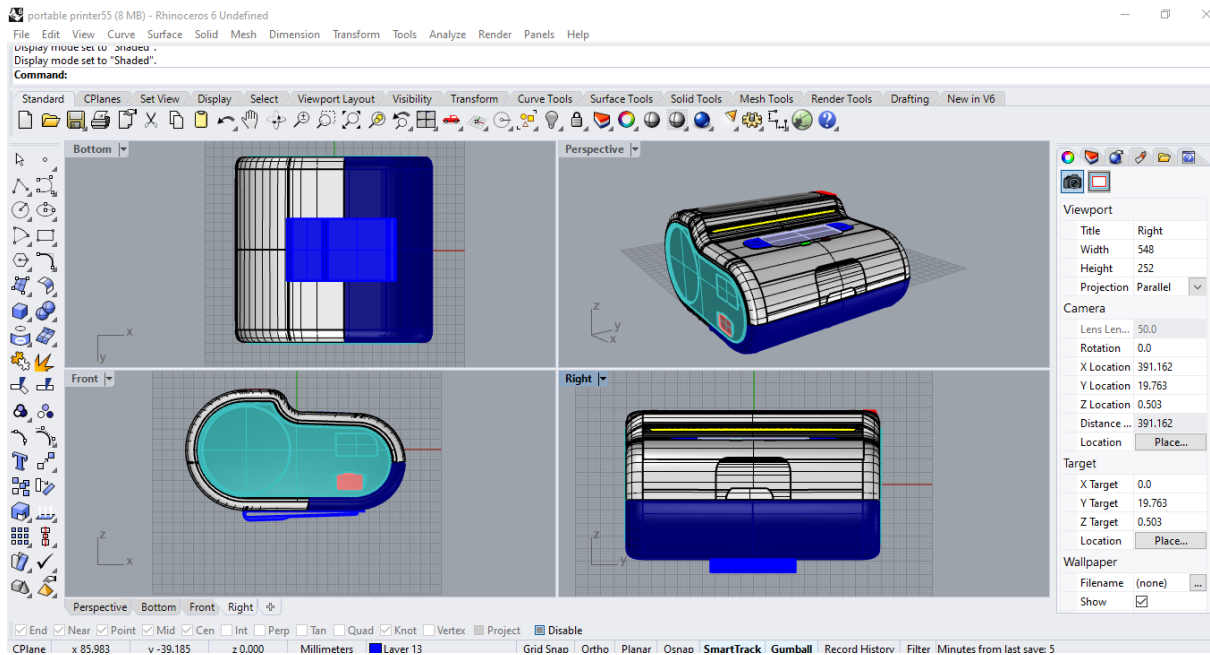 portable printer55 (8 MB) - Rhinoceros 6 Undefined
File Edit View Curve Surface Solid Mesh Dimension Transform Tools Analyze Render Panels Help
Display mode set to "Shaded".
Display mode set to "Shaded".
Command:
Standard CPlanes Set View Display Select Viewport Layout Visibility Transform Curve Tools Surface Tools Solid Tools Mesh Tools Render Tools Drafting New in V6
Bottom
Perspective
x
y
z
y
x
Front
Right
z
x
z
y
Viewport
Title Right
Width 548
Height 252
Projection Parallel
Camera
Lens Len... 50.0
Rotation 0.0
X Location 391.162
Y Location 19.763
Z Location 0.503
Distance ... 391.162
Location Place...
Target
X Target 0.0
Y Target 19.763
Z Target 0.503
Location Place...
Wallpaper
Filename (none) ...
Show
Perspective Bottom Front Right
End Near Point Mid Cen Int Perp Tan Quad Knot Vertex Project Disable
CPlane x 85.983 y -39.185 z 0.000 Millimeters Layer 13 Grid Snap Ortho Planar Osnap SmartTrack Gumball Record History Filter Minutes from last save: 5